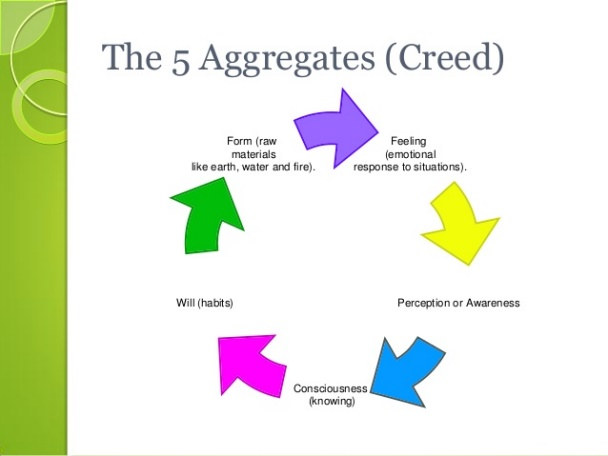 The 5 Aggregates (Creed)
Form (raw
materials
like earth, water and fire).
Feeling
(emotional
response to situations).
Perception or Awareness
Consciousness
(knowing)
Will (habits)